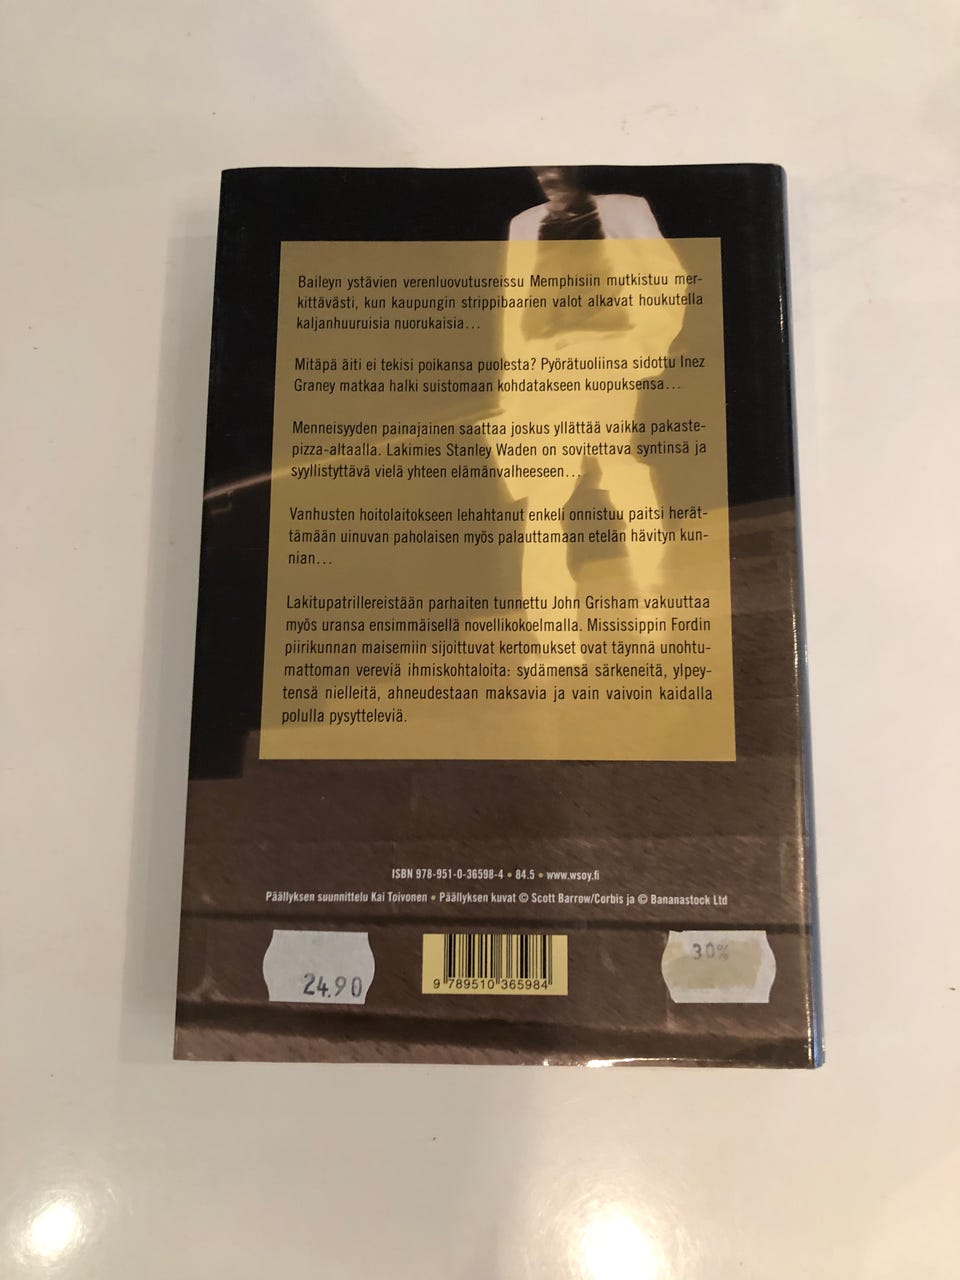 Baileyn ystävien verenluovutusreissu Memphisiin mutkistuu mer-
kittävästi, kun kaupungin strippibaarien valot alkavat houkutella
kaljanhuuruisia nuorukaisia...
Mitäpä äiti ei tekisi poikansa puolesta? Pyörätuoliinsa sidottu Inez
Graney matkaa halki suistomaan kohdatakseen kuopuksensa...
Menneisyyden painajainen saattaa joskus yllättää vaikka pakaste-
pizza-altaalla. Lakimies Stanley Waden on sovitettava syntinsä ja
syyllistyttävä vielä yhteen elämänvalheeseen...
Vanhusten hoitolaitokseen lehahtanut enkeli onnistuu paitsi herät-
tämään uinuvan paholaisen myös palauttamaan etelän hävityn kun-
nian...
Lakitupatrillereistään parhaiten tunnettu John Grisham vakuuttaa
myös uransa ensimmäisellä novellikokoelmalla. Mississippin Fordin
piirikunnan maisemiin sijoittuvat kertomukset ovat täynnä unohtu-
mattoman vereviä ihmiskohtaloita: sydämensä särkeneitä, ylpey-
tensä nielleitä, ahneudestaan maksavia ja vain vaivoin kaidalla
polulla pysytteleviä.
ISBN 978-951-0-36598-4 • 84.5 • www.wsoy.fi
Päällyksen suunnittelu Kai Toivonen • Päällyksen kuvat © Scott Barrow/Corbis ja © Bananastock Ltd
24.90
9 789510 365984
30%